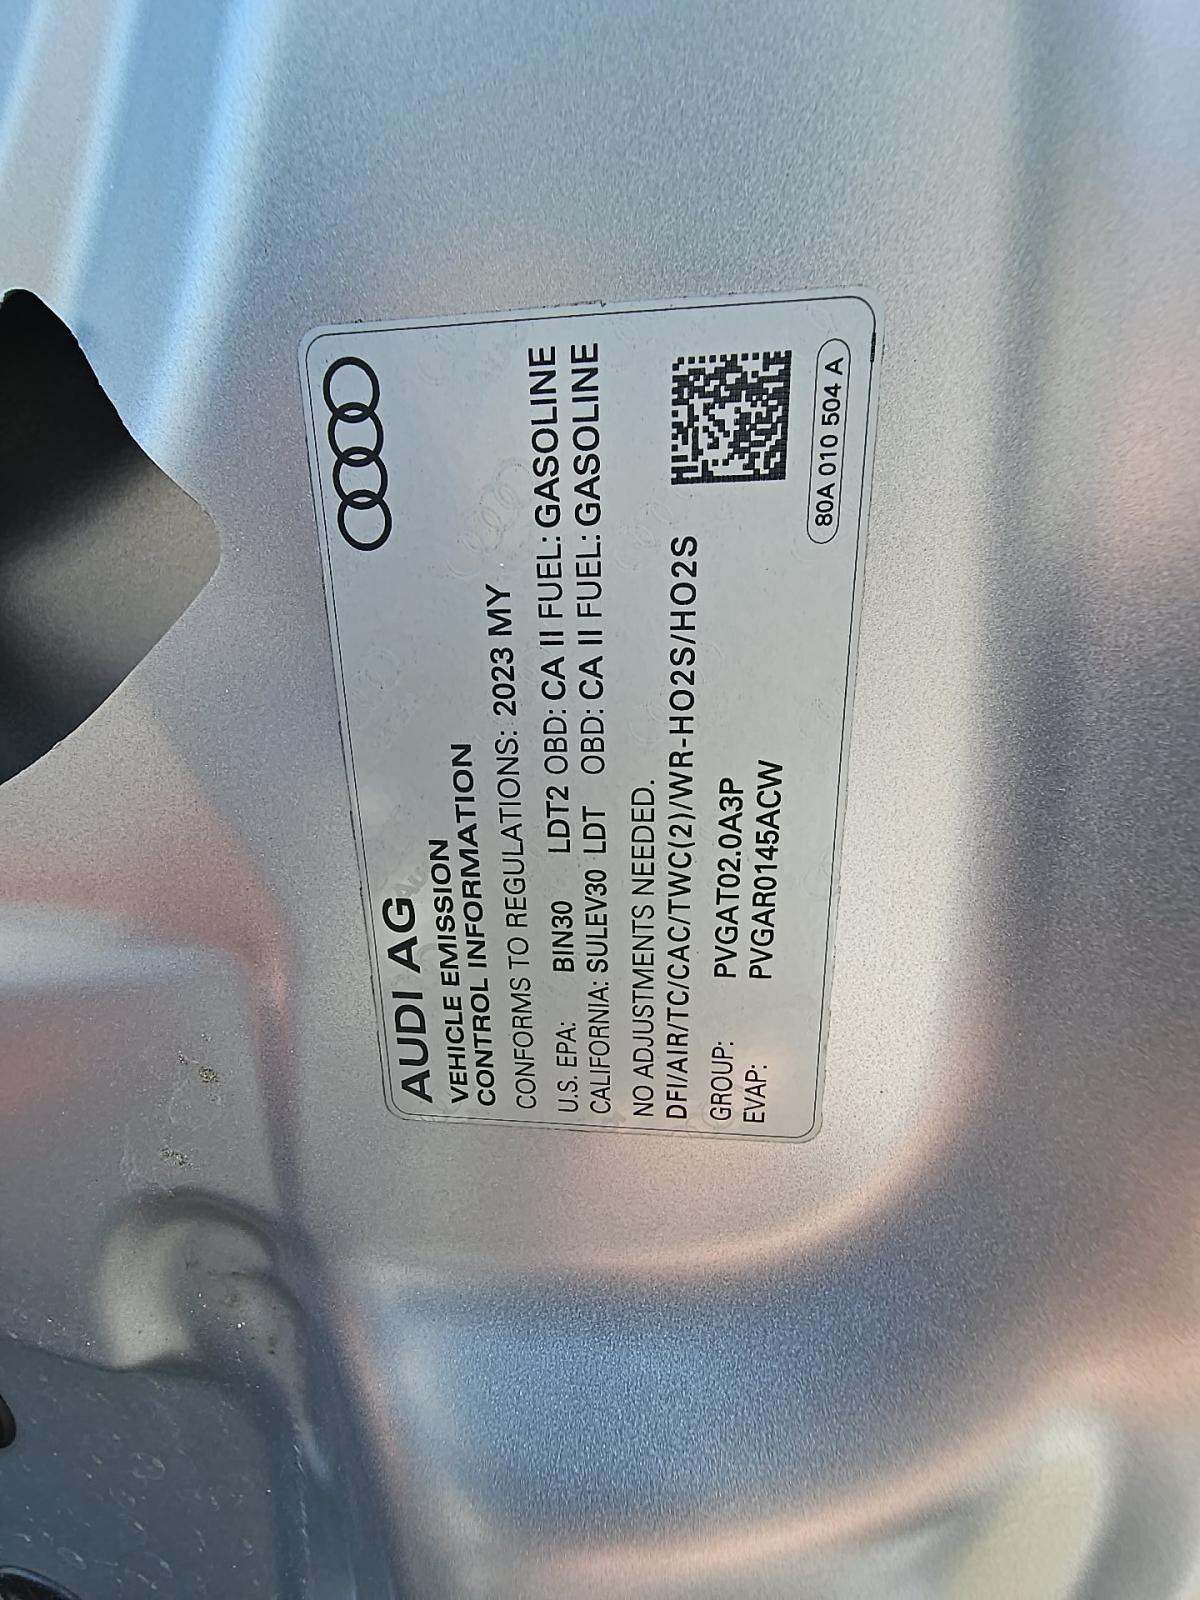 AUDI AG
VEHICLE EMISSION
CONTROL INFORMATION
CONFORMS TO REGULATIONS: 2023 MY
U.S. EPA: BIN30 LDT2 OBD: CA II FUEL: GASOLINE
CALIFORNIA: SULEV30 LDT OBD: CA II FUEL: GASOLINE
NO ADJUSTMENTS NEEDED.
DFI/AIR/TC/CAC/TWC(2)/WR-HO2S/HO2S
GROUP: PVGAT02.0A3P
EVAP: PVGAR0145ACW
80A 010 504 A